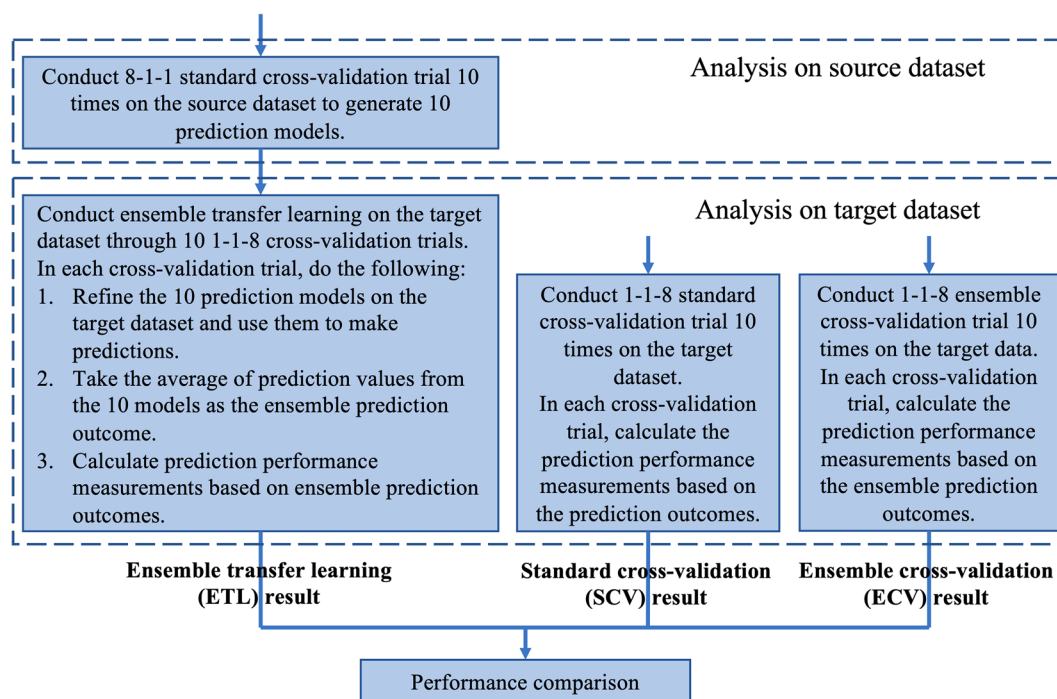 Conduct 8-1-1 standard cross-validation trial 10
times on the source dataset to generate 10
prediction models.
Analysis on source dataset
Conduct ensemble transfer learning on the target
dataset through 10 1-1-8 cross-validation trials.
In each cross-validation trial, do the following:
1. Refine the 10 prediction models on the
target dataset and use them to make
predictions.
2. Take the average of prediction values from
the 10 models as the ensemble prediction
outcome.
3. Calculate prediction performance
measurements based on ensemble prediction
outcomes.
Analysis on target dataset
Conduct 1-1-8 standard
cross-validation trial 10
times on the target
dataset.
In each cross-validation
trial, calculate the
prediction performance
measurements based on
the prediction outcomes.
Conduct 1-1-8 ensemble
cross-validation trial 10
times on the target data.
In each cross-validation
trial, calculate the
prediction performance
measurements based on
the ensemble prediction
outcomes.
Ensemble transfer learning
(ETL) result
Standard cross-validation
(SCV) result
Ensemble cross-validation
(ECV) result
Performance comparison